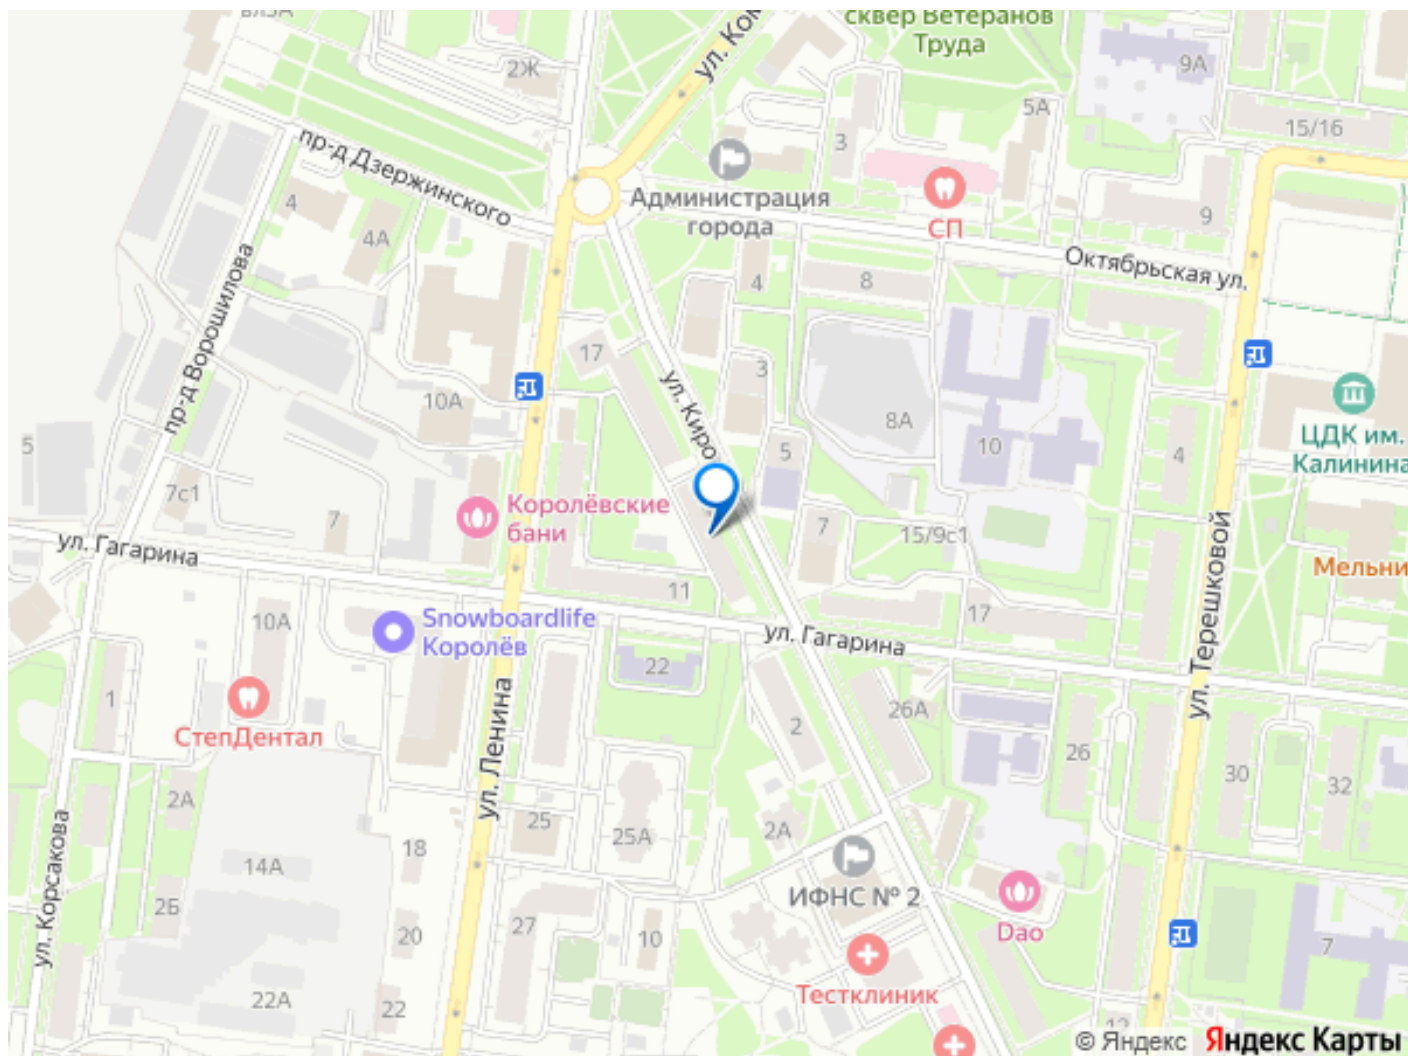 вл3А
2Ж
ул. Ком
сквер Ветеранов
Труда
9А
5А
15/16
3
пр-д Дзержинского
Администрация
города
СП
4
4А
9
Октябрьская ул.
4
8
пр-д Ворошилова
17
3
ул. Киро
10А
8А
10
4
ЦДК им.
Калинина
5
5
7с1
7
Королёвские
бани
7
15/9с1
ул. Гагарина
Мельни
11
17
10А
Snowboardlife
Королёв
ул. Гагарина
ул. Терешковой
22
1
СтепДентал
2
26А
26
30
32
ул. Ленина
2А
25
25А
2А
18
14А
ИФНС № 2
ул. Корсакова
2Б
20
27
10
Dao
7
Тестклиник
22А
22
12
© Яндекс Яндекс Карты